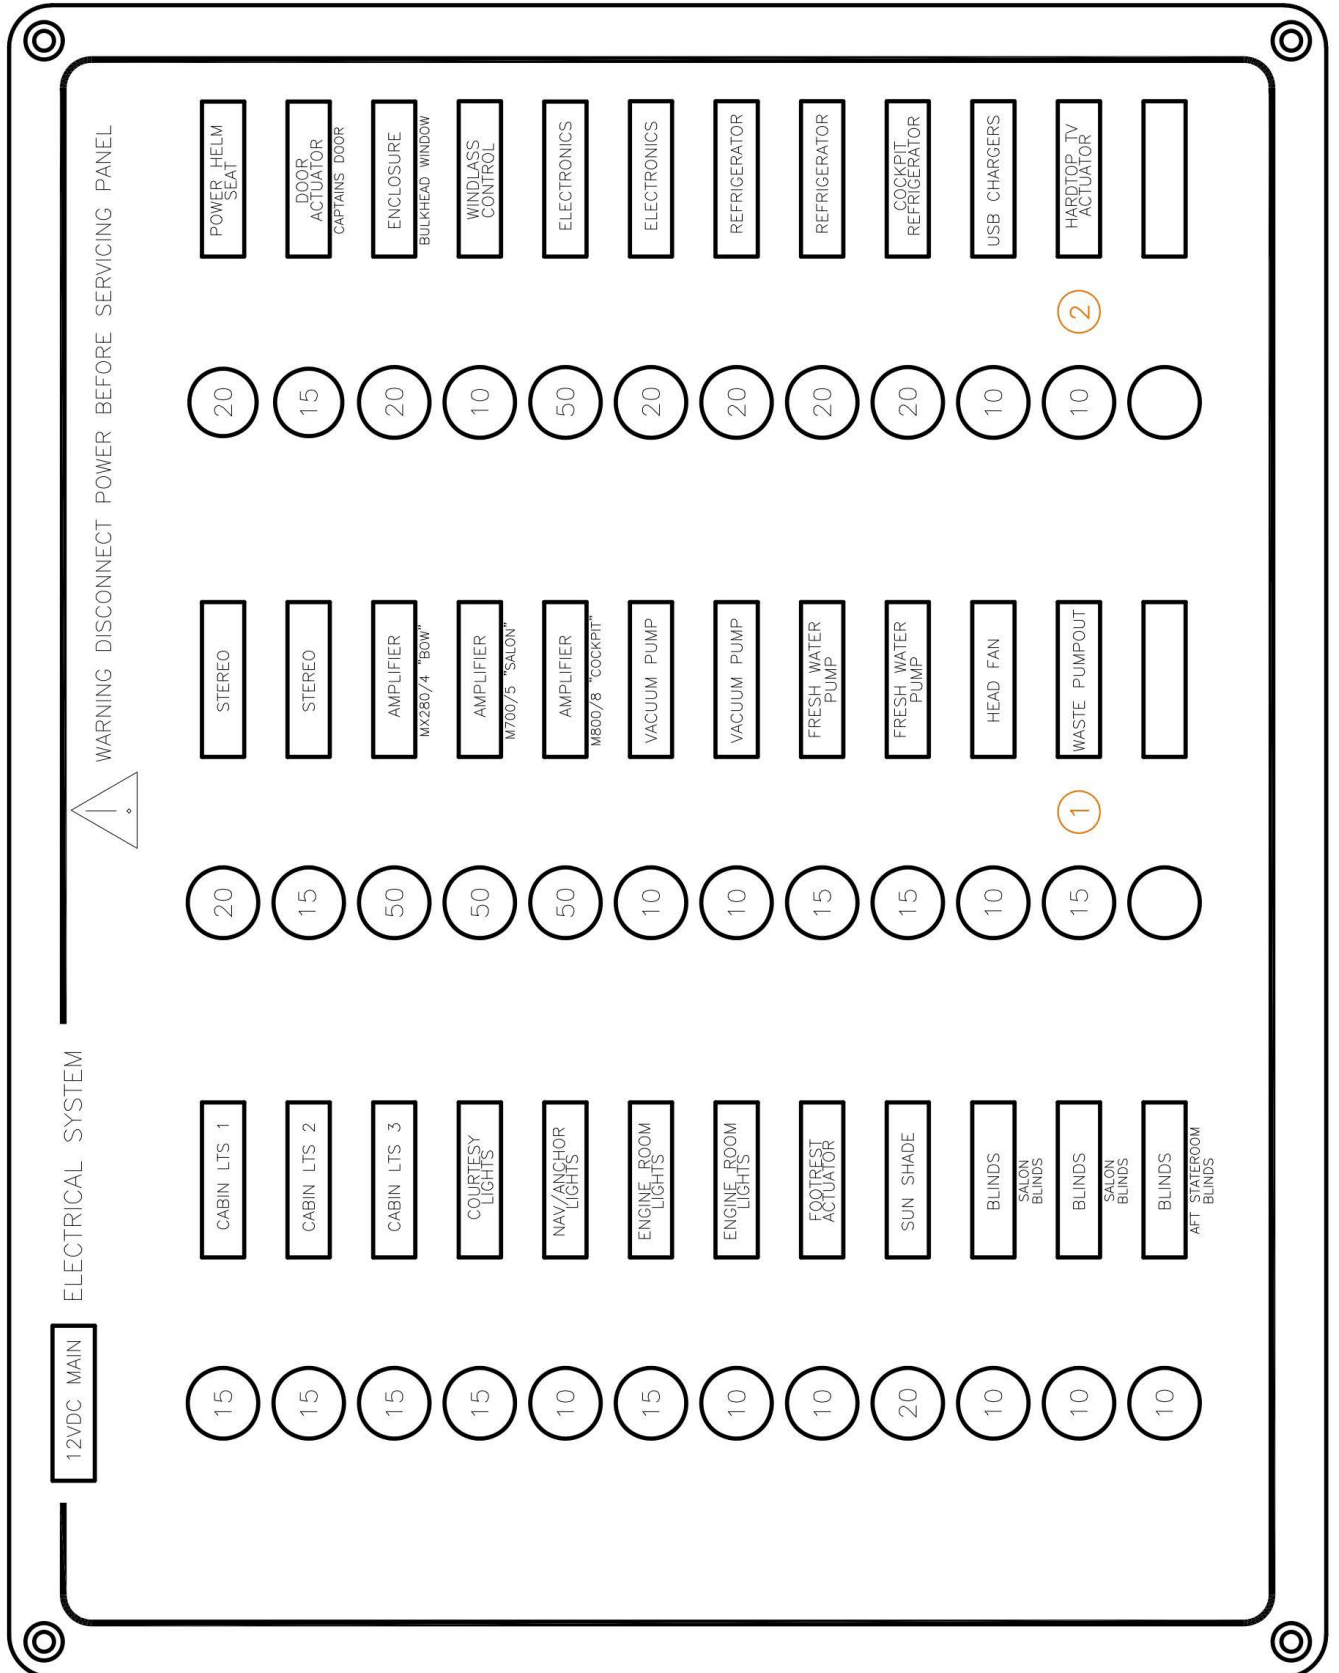 12VDC MAIN
ELECTRICAL SYSTEM
WARNING DISCONNECT POWER BEFORE SERVICING PANEL
15
CABIN LTS 1
20
STEREO
20
POWER HELM
SEAT
15
CABIN LTS 2
15
STEREO
15
DOOR
ACTUATOR
CAPTAINS DOOR
15
CABIN LTS 3
50
AMPLIFIER
MX280/4 "BOW"
20
ENCLOSURE
BULKHEAD WINDOW
15
COURTESY
LIGHTS
50
AMPLIFIER
M700/5 "SALON"
10
WINDLASS
CONTROL
10
NAV/ANCHOR
LIGHTS
50
AMPLIFIER
M800/8 "COCKPIT"
50
ELECTRONICS
15
ENGINE ROOM
LIGHTS
10
VACUUM PUMP
20
ELECTRONICS
10
ENGINE ROOM
LIGHTS
10
VACUUM PUMP
20
REFRIGERATOR
10
FOOTREST
ACTUATOR
15
FRESH WATER
PUMP
20
REFRIGERATOR
20
SUN SHADE
15
FRESH WATER
PUMP
20
COCKPIT
REFRIGERATOR
10
BLINDS
SALON
BLINDS
10
HEAD FAN
10
USB CHARGERS
10
BLINDS
SALON
BLINDS
15
1
WASTE PUMPOUT
10
2
HARDTOP TV
ACTUATOR
10
BLINDS
AFT STATEROOM
BLINDS